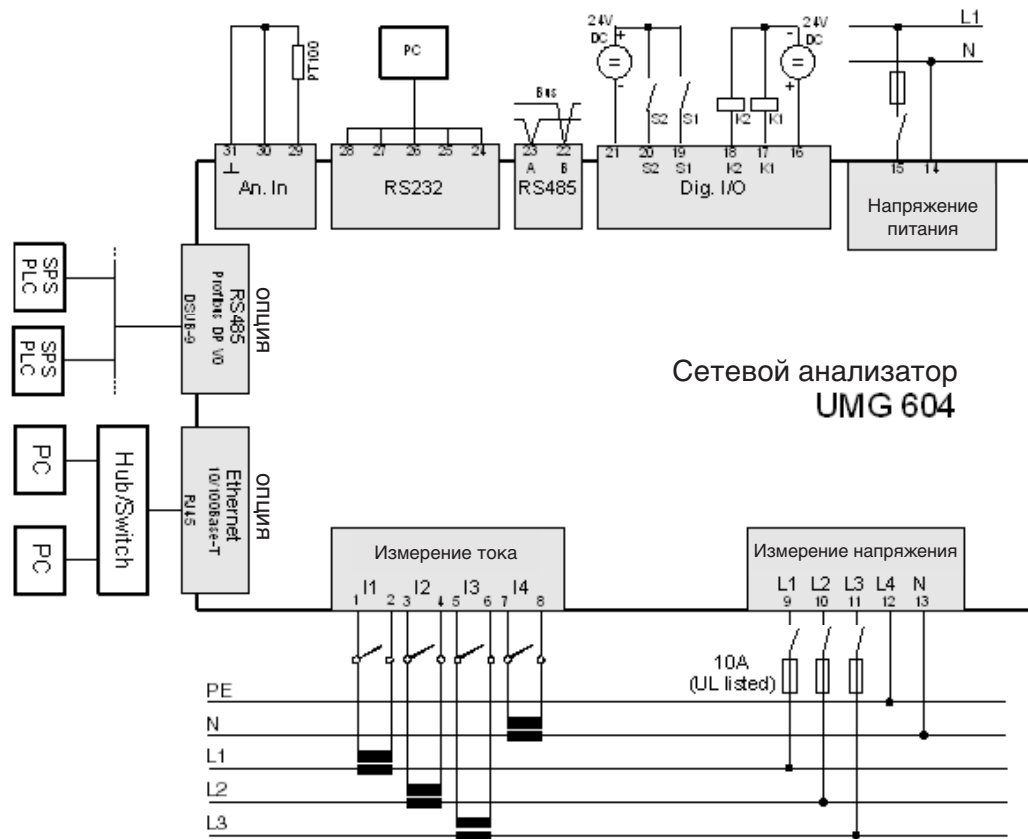 24V DC
24V DC
L1
N
PT100
PC
Bus
S2 S1
K2 K1
31 30 29
28 27 26 25 24
23 22
21 20 19 18 17 16
15 14
⊥
A B
S2 S1 K2 K1
An. In
RS232
RS485
Dig. I/O
Напряжение
питания
SPS
PLC
SPS
PLC
RS485
Profibus DP V0
DSUB-9
ОПЦИЯ
Сетевой анализатор
UMG 604
PC
PC
Hub/Switch
Ethernet
10/100Base-T
RJ45
ОПЦИЯ
Измерение тока
I1 I2 I3 I4
1 2 3 4 5 6 7 8
Измерение напряжения
L1 L2 L3 L4 N
9 10 11 12 13
10A
(UL listed)
PE
N
L1
L2
L3